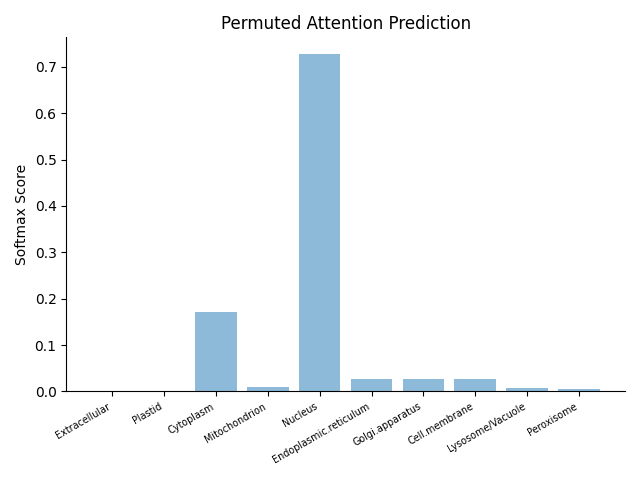 Permuted Attention Prediction
Softmax Score
0.7
0.6
0.5
0.4
0.3
0.2
0.1
0.0
Extracellular
Plastid
Cytoplasm
Mitochondrion
Nucleus
Endoplasmic.reticulum
Golgi.apparatus
Cell.membrane
Lysosome/Vacuole
Peroxisome